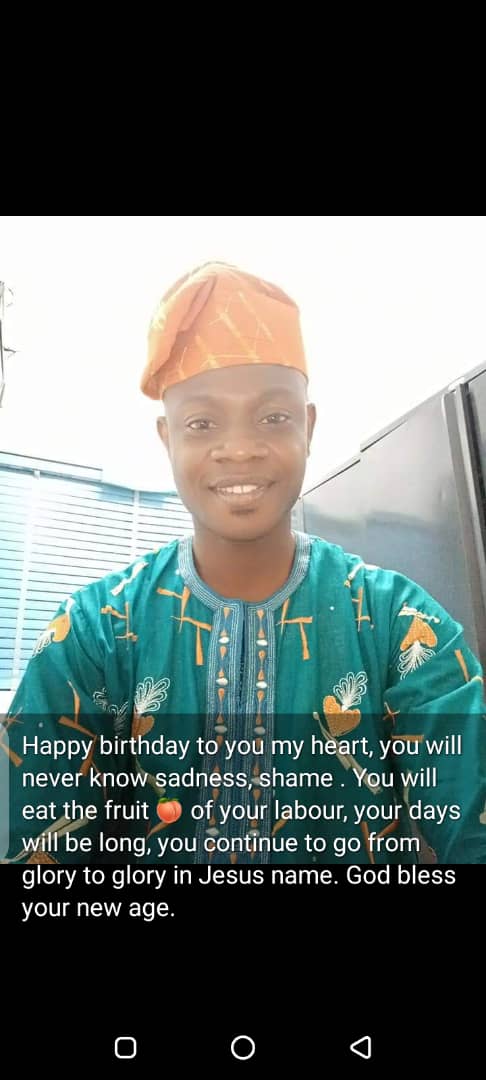 Happy birthday to you my heart, you will
never know sadness, shame . You will
eat the fruit 🍑 of your labour, your days
will be long, you continue to go from
glory to glory in Jesus name. God bless
your new age.